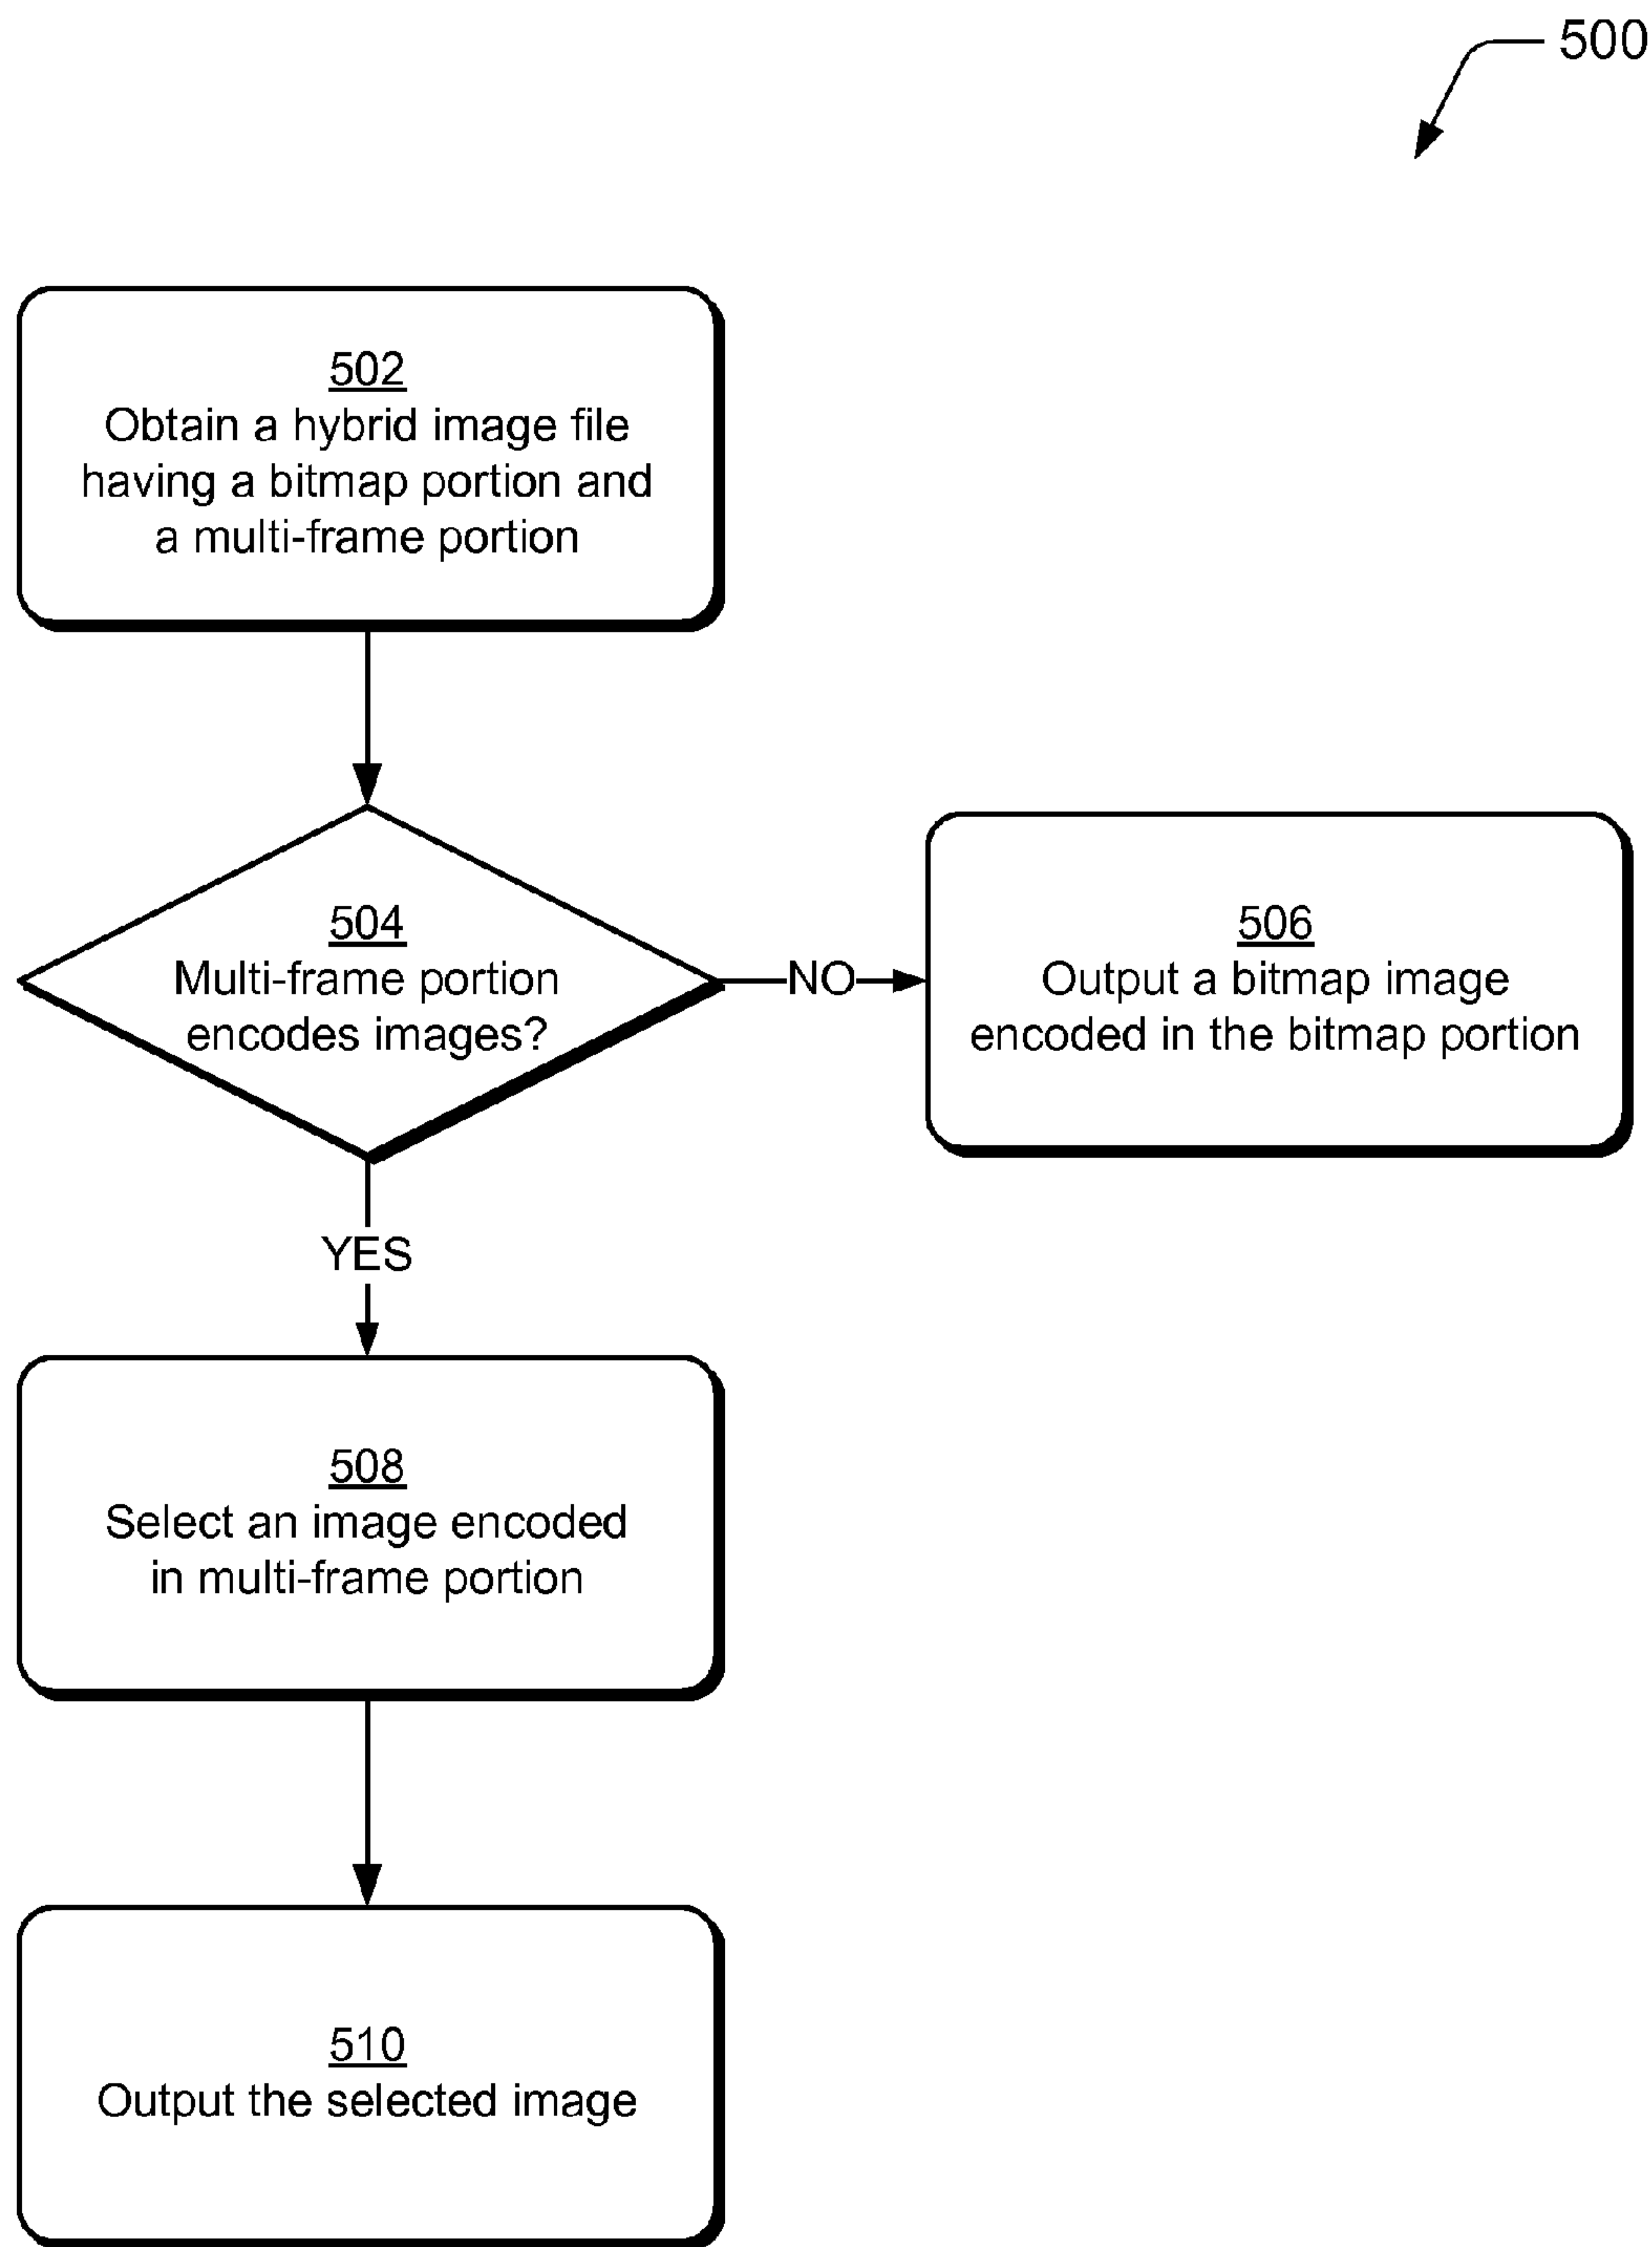 500
502
Obtain a hybrid image file
having a bitmap portion and
a multi-frame portion
504
Multi-frame portion
encodes images?
NO
506
Output a bitmap image
encoded in the bitmap portion
YES
508
Select an image encoded
in multi-frame portion
510
Output the selected image